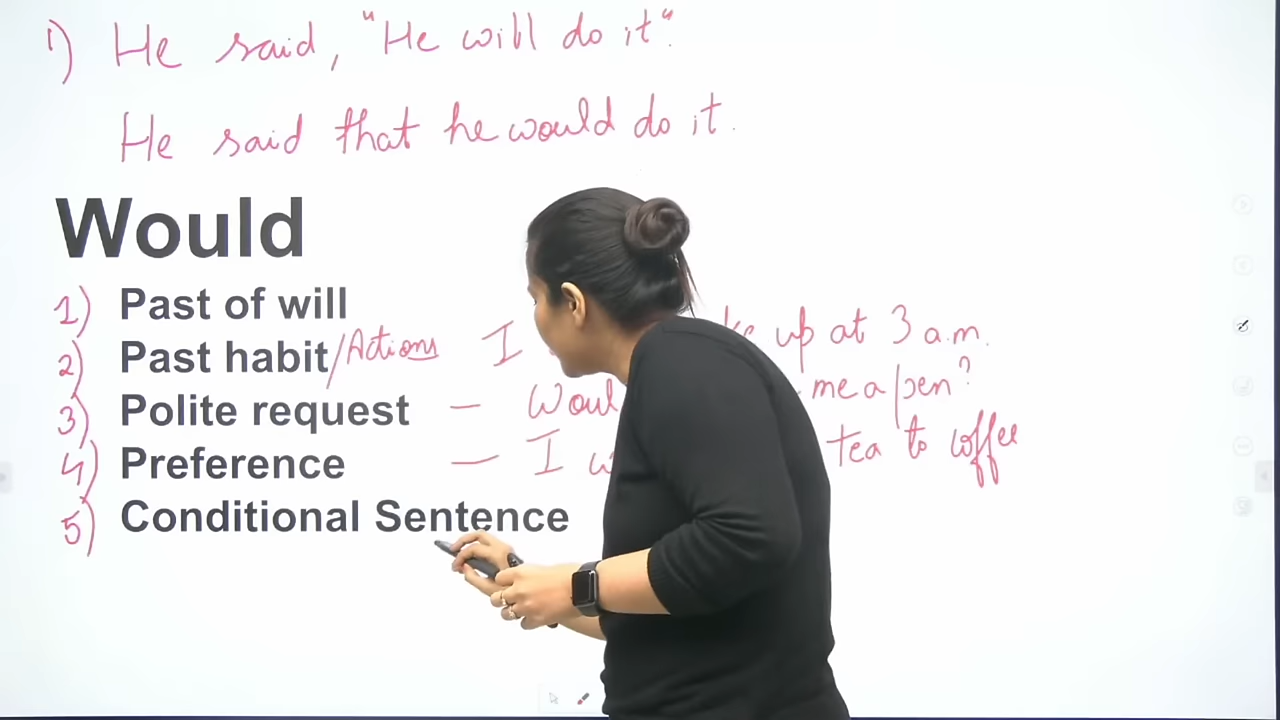 1) He said, "He will do it".
He said that he would do it.
Would
1) Past of will
2) Past habit/Actions I up at 3 a.m.
3) Polite request — me a pen?
4) Preference — I tea to coffee
5) Conditional Sentence